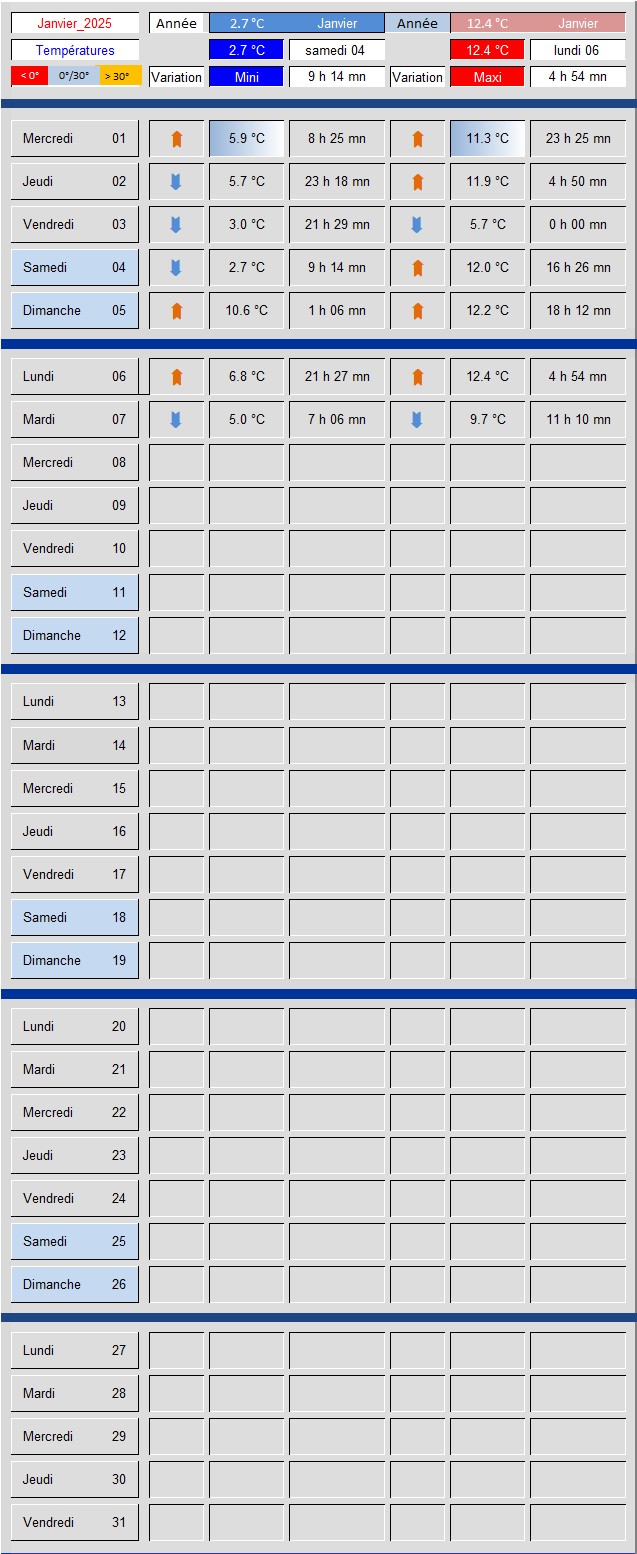 Janvier_2025 Année 2.7 °C Janvier Année 12.4 °C Janvier
Températures 2.7 °C samedi 04 12.4 °C lundi 06
< 0° 0°/30° > 30° Variation Mini 9 h 14 mn Variation Maxi 4 h 54 mn
Mercredi 01 5.9 °C 8 h 25 mn 11.3 °C 23 h 25 mn
Jeudi 02 5.7 °C 23 h 18 mn 11.9 °C 4 h 50 mn
Vendredi 03 3.0 °C 21 h 29 mn 5.7 °C 0 h 00 mn
Samedi 04 2.7 °C 9 h 14 mn 12.0 °C 16 h 26 mn
Dimanche 05 10.6 °C 1 h 06 mn 12.2 °C 18 h 12 mn
Lundi 06 6.8 °C 21 h 27 mn 12.4 °C 4 h 54 mn
Mardi 07 5.0 °C 7 h 06 mn 9.7 °C 11 h 10 mn
Mercredi 08
Jeudi 09
Vendredi 10
Samedi 11
Dimanche 12
Lundi 13
Mardi 14
Mercredi 15
Jeudi 16
Vendredi 17
Samedi 18
Dimanche 19
Lundi 20
Mardi 21
Mercredi 22
Jeudi 23
Vendredi 24
Samedi 25
Dimanche 26
Lundi 27
Mardi 28
Mercredi 29
Jeudi 30
Vendredi 31